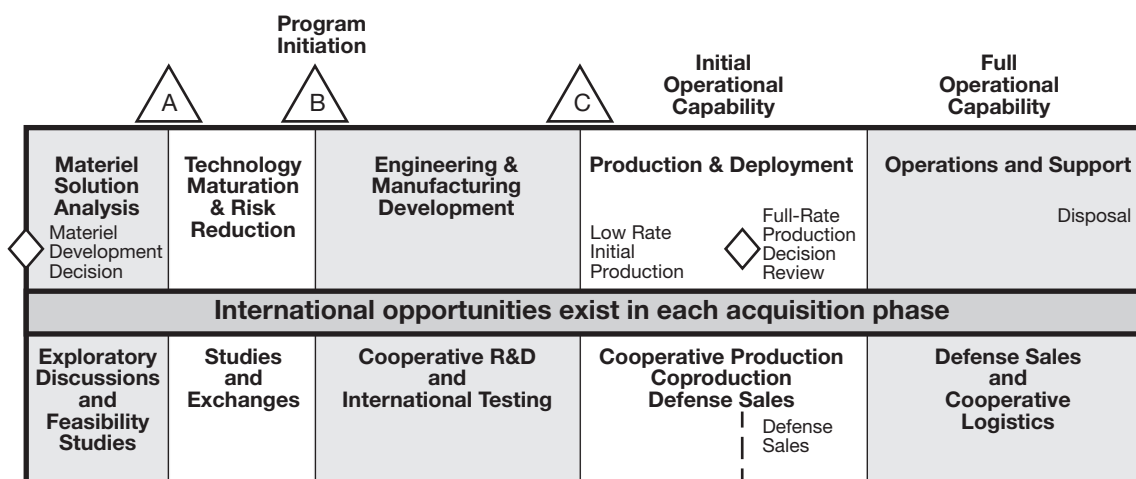 Program
Initiation
Initial
Operational
Capability
Full
Operational
Capability
A
B
C
Materiel
Solution
Analysis
Materiel
Development
Decision
Technology
Maturation
& Risk
Reduction
Engineering &
Manufacturing
Development
Production & Deployment
Low Rate
Initial
Production
Full-Rate
Production
Decision
Review
Operations and Support
Disposal
International opportunities exist in each acquisition phase
Exploratory
Discussions
and
Feasibility
Studies
Studies
and
Exchanges
Cooperative R&D
and
International Testing
Cooperative Production
Coproduction
Defense Sales
Defense
Sales
Defense Sales
and
Cooperative
Logistics